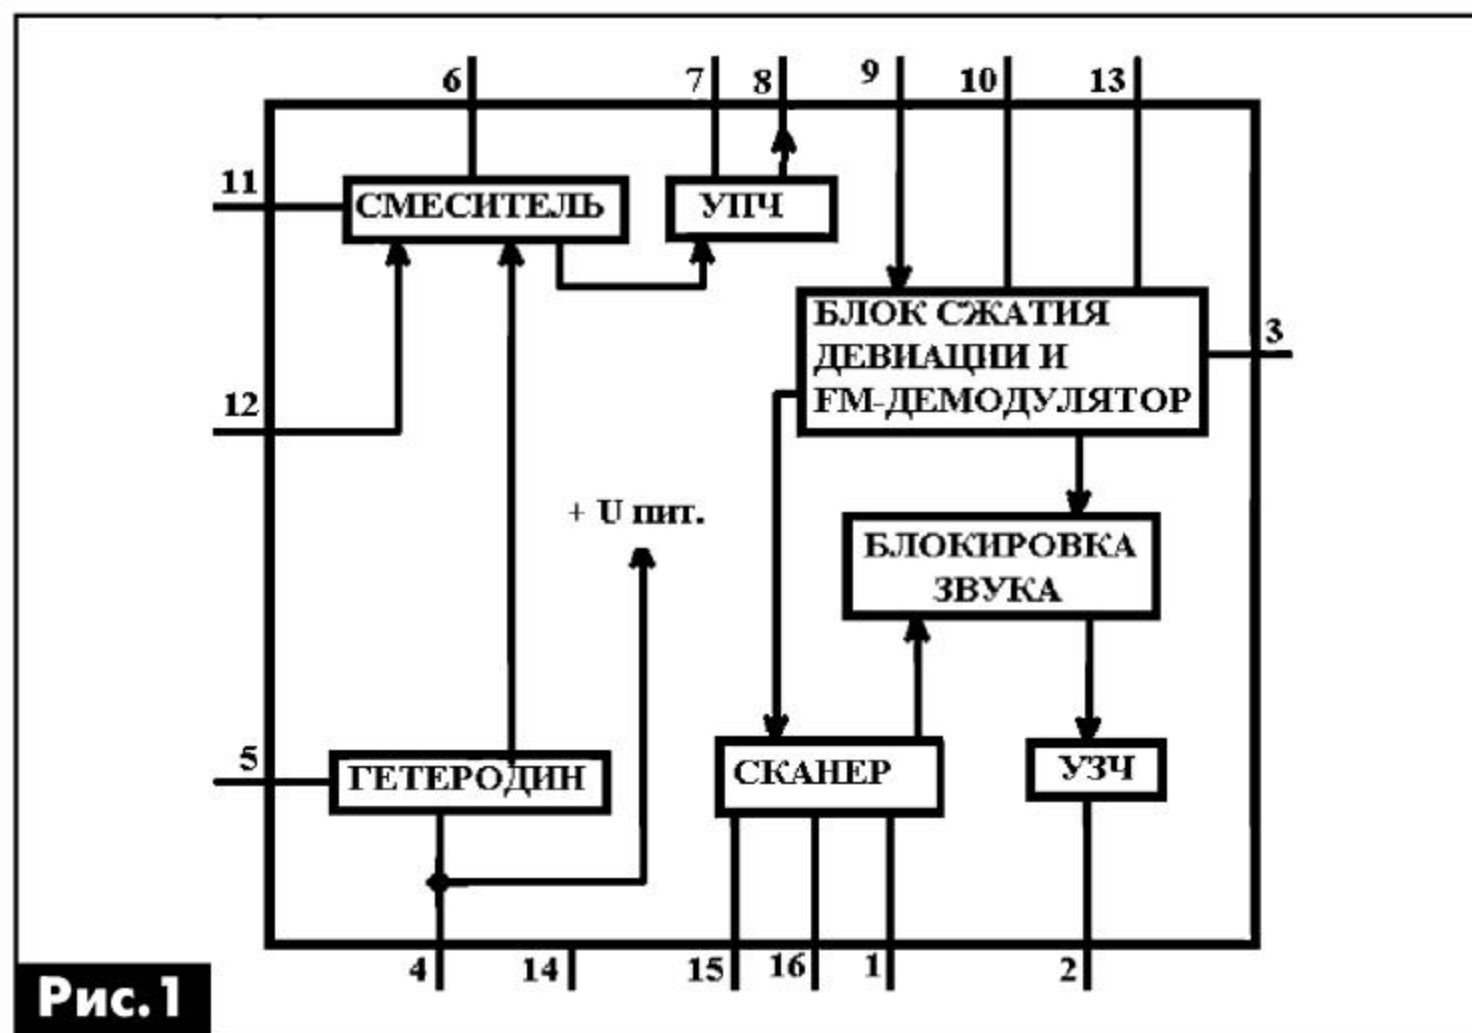 6 7 8 9 10 13
11
СМЕСИТЕЛЬ УПЧ
БЛОК СЖАТИЯ
ДЕВИАЦИИ И
FM-ДЕМОДУЛЯТОР
3
12
+ U пит.
БЛОКИРОВКА
ЗВУКА
5
ГЕТЕРОДИН СКАНЕР УЗЧ
4 14 15 16 1 2
Рис.1